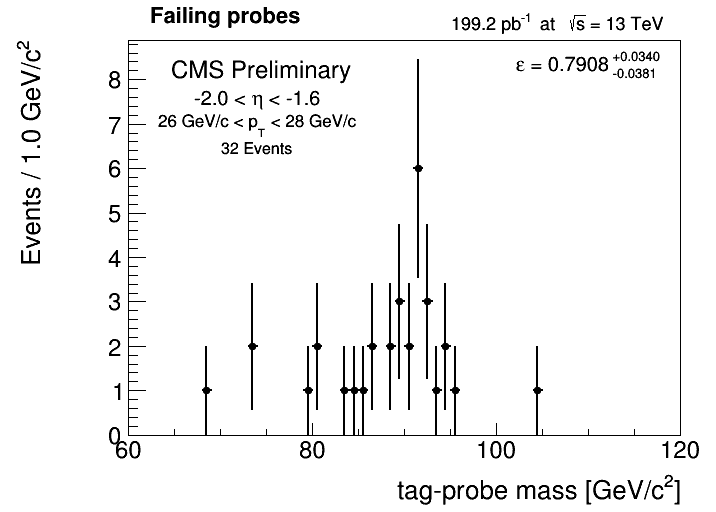 Failing probes
199.2 pb⁻¹ at √s = 13 TeV
Events / 1.0 GeV/c²
CMS Preliminary
-2.0 < η < -1.6
26 GeV/c < p_T < 28 GeV/c
32 Events
ε = 0.7908 +0.0340 -0.0381
8
7
6
5
4
3
2
1
0
60 80 100 120
tag-probe mass [GeV/c²]